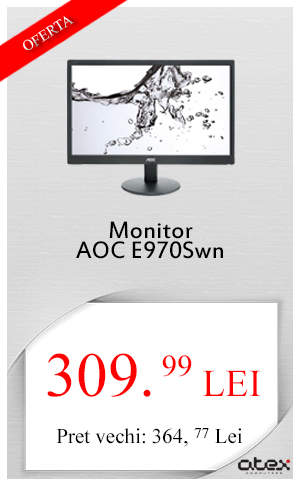 OFERTA
AOC
Monitor
AOC E970Swn
309. 99 LEI
Pret vechi: 364, 77 Lei
atex
COMPUTERS